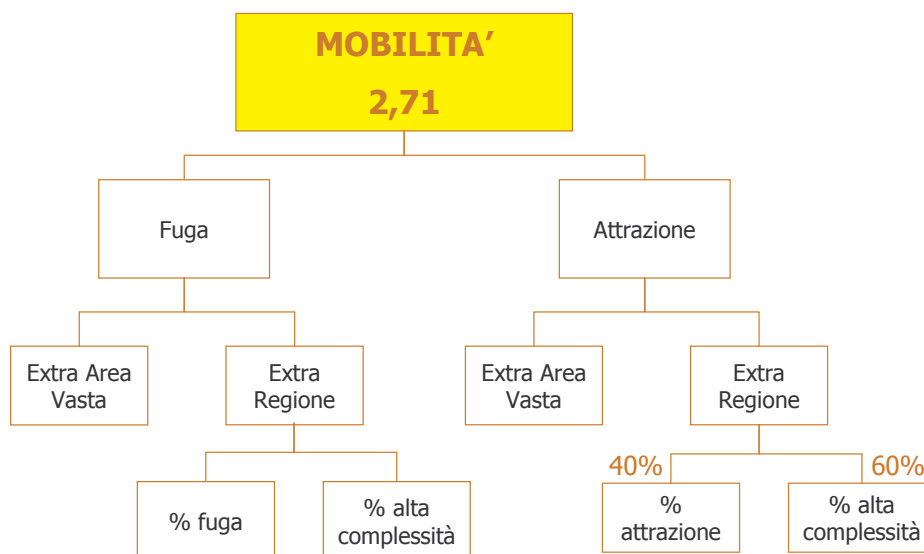 MOBILITA’
2,71
Fuga
Attrazione
Extra Area
Vasta
Extra
Regione
Extra Area
Vasta
Extra
Regione
40%
60%
% fuga
% alta
complessità
%
attrazione
% alta
complessità